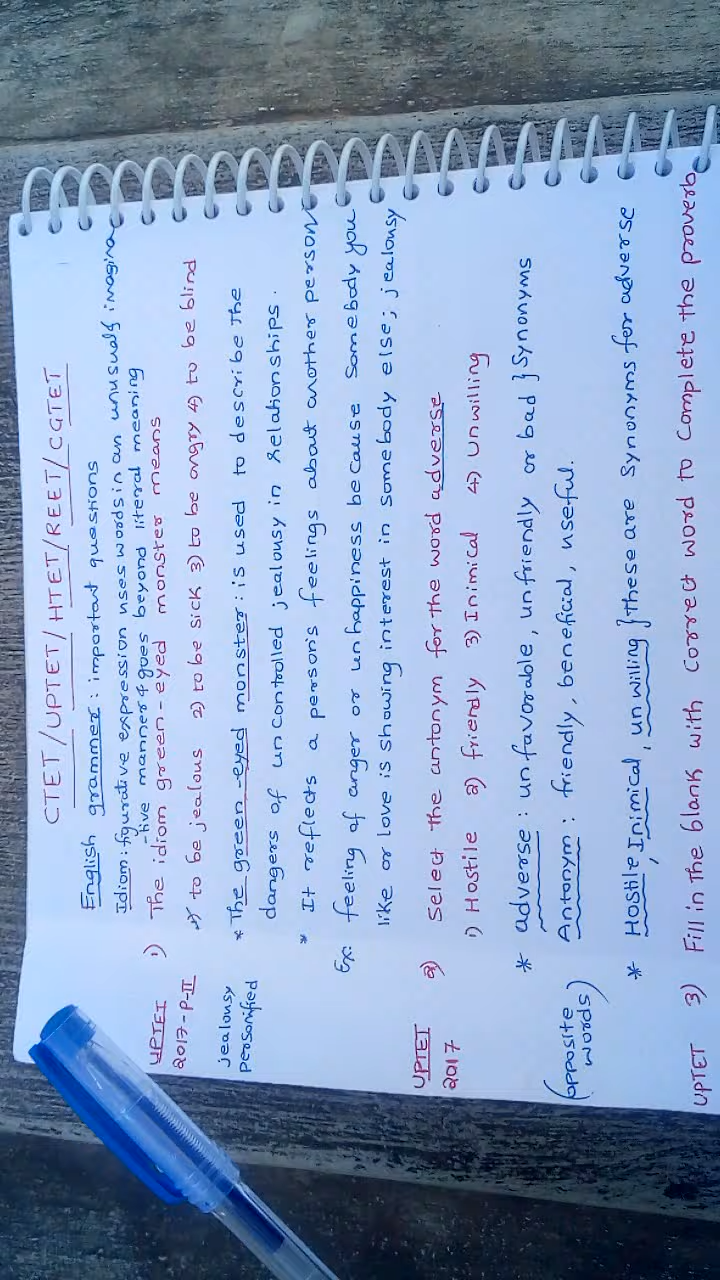 CTET/UPTET/HTET/REET/CGTET
English grammer: important questions
Idiom: figurative expression uses words in an unusual & imagina
-tive manner & goes beyond literal meaning
UPTET 1) The idiom green-eyed monster means
2017-P-II 1) to be jealous 2) to be sick 3) to be angry 4) to be blind
jealousy personified
* The green-eyed monster: is used to describe the
dangers of uncontrolled jealousy in relationships.
* It reflects a person's feelings about another person
Ex: feeling of anger or unhappiness because somebody you
like or love is showing interest in somebody else; jealousy
UPTET 2) Select the antonym for the word adverse
2017 1) Hostile 2) friendly 3) Inimical 4) Unwilling
* adverse: unfavorable, unfriendly or bad } Synonyms
(opposite words) Antonym: friendly, beneficial, useful.
* Hostile, Inimical, unwilling } these are Synonyms for adverse
UPTET 3) Fill in the blank with correct word to complete the proverb